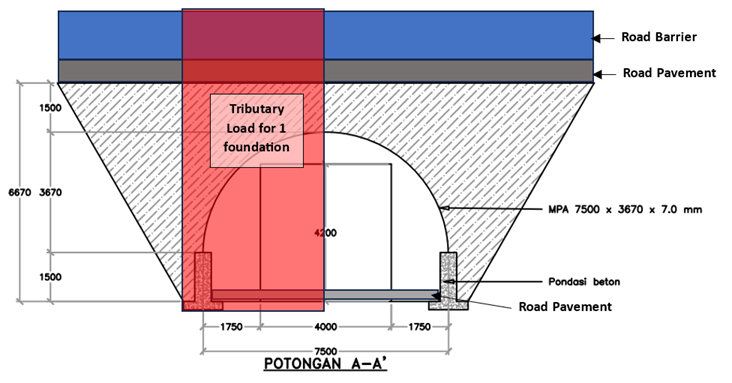 Road Barrier
Road Pavement
1500
Tributary
Load for 1
foundation
6670
3670
MPA 7500 x 3670 x 7.0 mm
4200
1500
Pondasi beton
Road Pavement
1750
4000
1750
7500
POTONGAN A-A'